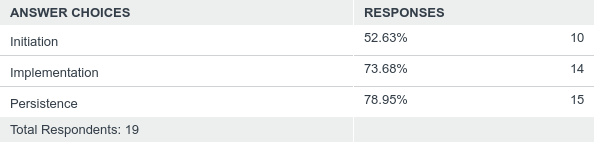 ANSWER CHOICES RESPONSES
Initiation 52.63% 10
Implementation 73.68% 14
Persistence 78.95% 15
Total Respondents: 19